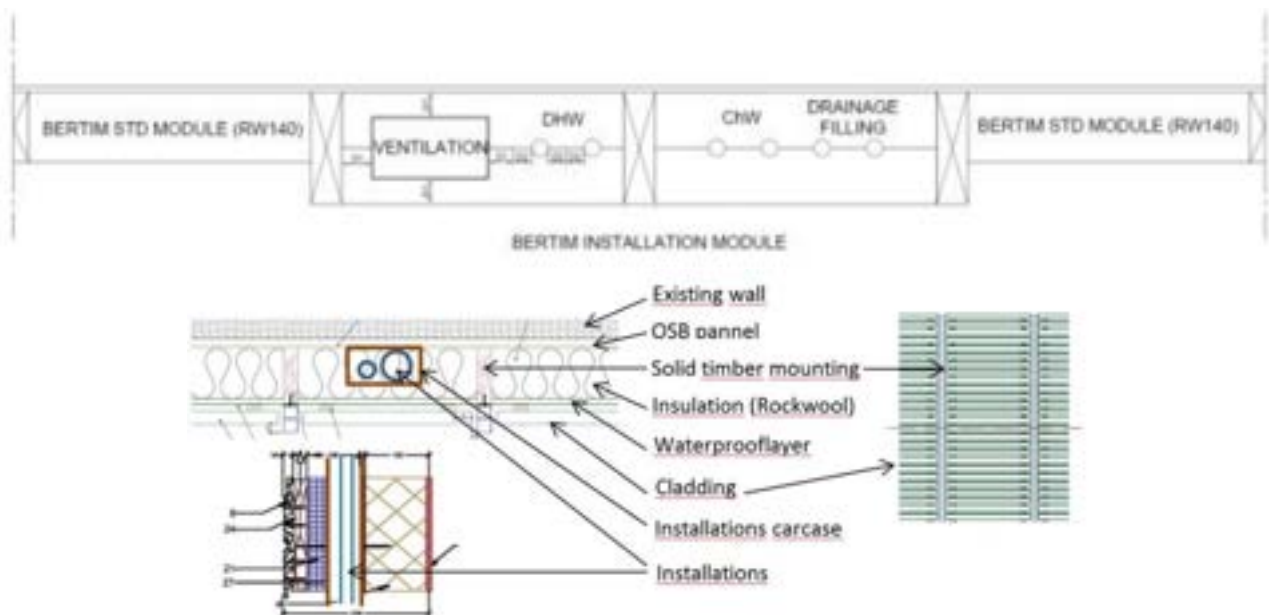 BERTIM STD MODULE (RW140)
VENTILATION
DHW
ChW
DRAINAGE
FILLING
BERTIM STD MODULE (RW140)
BERTIM INSTALLATION MODULE
Existing wall
OSB pannel
Solid timber mounting
Insulation (Rockwool)
Waterprooflayer
Cladding
Installations carcase
Installations